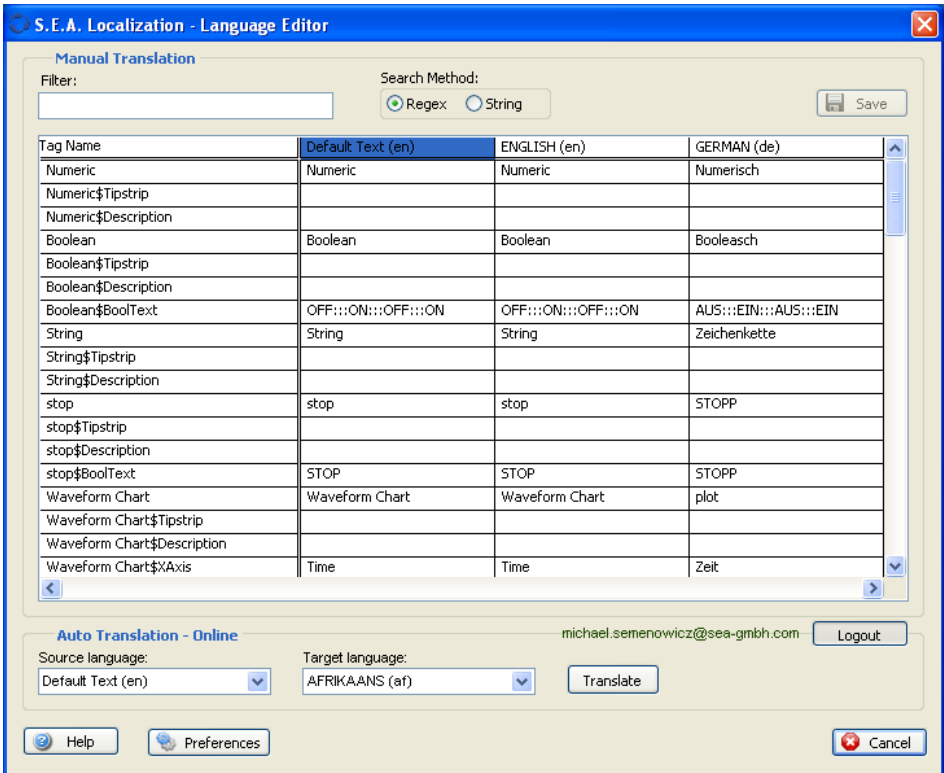 S.E.A. Localization - Language Editor
Manual Translation
Filter:
Search Method:
Regex String
Save
Tag Name Default Text (en) ENGLISH (en) GERMAN (de)
Numeric Numeric Numeric Numerisch
Numeric$Tipstrip
Numeric$Description
Boolean Boolean Boolean Booleasch
Boolean$Tipstrip
Boolean$Description
Boolean$BoolText OFF:::ON:::OFF:::ON OFF:::ON:::OFF:::ON AUS:::EIN:::AUS:::EIN
String String String Zeichenkette
String$Tipstrip
String$Description
stop stop stop STOPP
stop$Tipstrip
stop$Description
stop$BoolText STOP STOP STOPP
Waveform Chart Waveform Chart Waveform Chart plot
Waveform Chart$Tipstrip
Waveform Chart$Description
Waveform Chart$XAxis Time Time Zeit
Auto Translation - Online
michael.semenowicz@sea-gmbh.com Logout
Source language: Target language:
Default Text (en) AFRIKAANS (af) Translate
Help Preferences Cancel